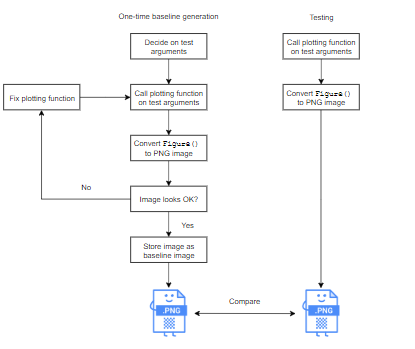 One-time baseline generation
Testing
Decide on test
arguments
Call plotting function
on test arguments
Fix plotting function
Call plotting function
on test arguments
Convert Figure()
to PNG image
Convert Figure()
to PNG image
No
Image looks OK?
Yes
Store image as
baseline image
.PNG
Compare
.PNG